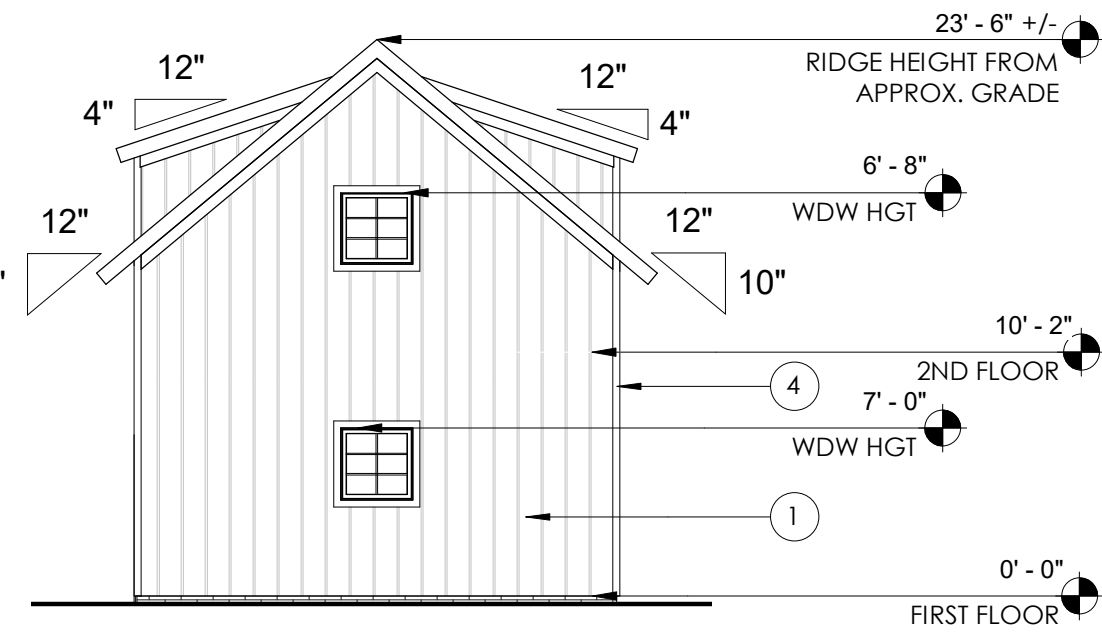 23' - 6" +/-
RIDGE HEIGHT FROM
APPROX. GRADE
12"
12"
4"
4"
6' - 8"
WDW HGT
12"
12"
10"
10' - 2"
2ND FLOOR
4
7' - 0"
WDW HGT
1
0' - 0"
FIRST FLOOR